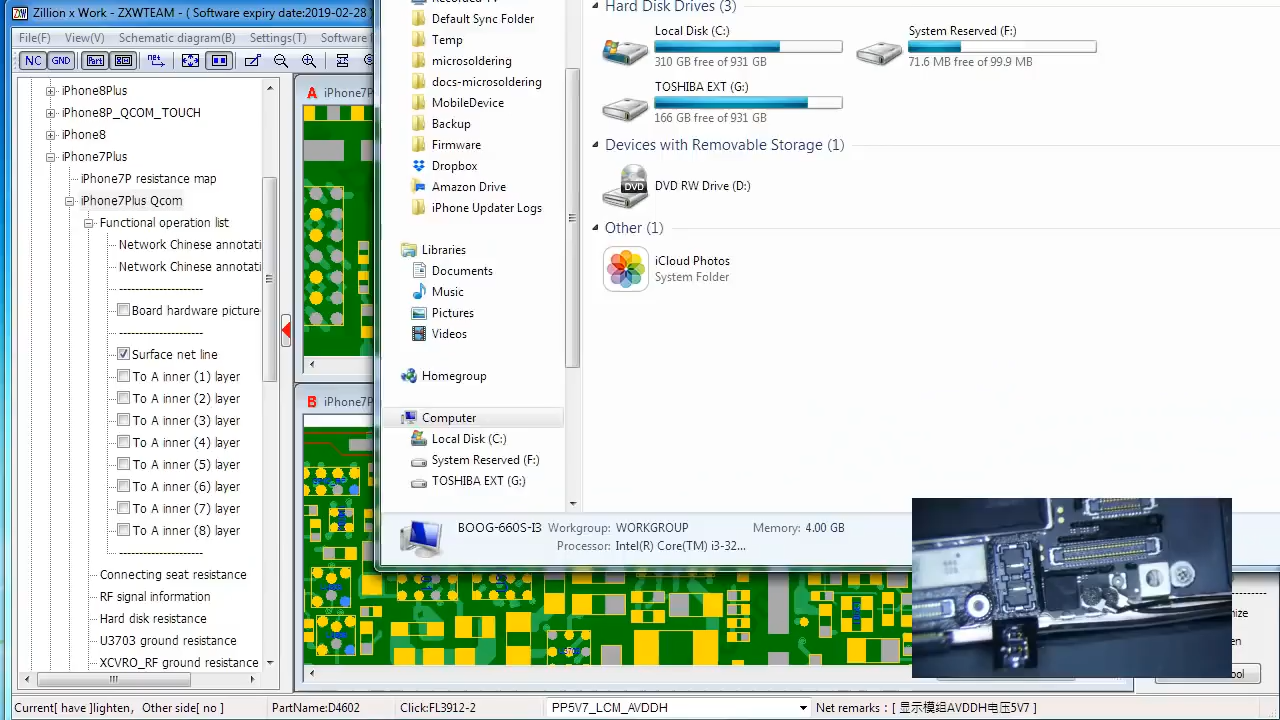 Zillion x Work - ZXWTEAM - ( Software expiry date:2019-02-28 )
File(F) View(V) Schematic diagram(B) Settings(T) Software
NC GND Part
iPhone8Plus
iPhone8
iPhone7Plus
iPhone7P resistance map
iPhone7Plus Qcom
Functional operation list
Network Chinese annotati
Network Chinese annotati
--------------------
Board hardware picture
--------------------
Surface net line
To A inner (1) layer
To A inner (2) layer
To A inner (3) layer
To A inner (4) layer
To A inner (5) layer
To A inner (6) layer
To A inner (7) layer
To A inner (8) layer
--------------------
Connecting seat resistance
RF signal information
Hard disk resistance
U3703 ground resistance
XCVRO_RF ground resistance
A iPhone7P
B iPhone7P
Default Sync Folder
Temp
microsoldering
docs-microsoldering
MobileDevice
Backup
Firmware
Dropbox
Amazon Drive
iPhone Updater Logs
Libraries
Documents
Music
Pictures
Videos
Homegroup
Computer
Local Disk (C:)
System Reserved (F:)
TOSHIBA EXT (G:)
Hard Disk Drives (3)
Local Disk (C:)
310 GB free of 931 GB
System Reserved (F:)
71.6 MB free of 99.9 MB
TOSHIBA EXT (G:)
166 GB free of 931 GB
Devices with Removable Storage (1)
DVD
DVD RW Drive (D:)
Other (1)
iCloud Photos
System Folder
BOOG-660S-I3 Workgroup: WORKGROUP Memory: 4.00 GB
Processor: Intel(R) Core(TM) i3-32...
Current[ have ]lighten, Other side[ no ] PartName:D4602 Click:FL3912-2 PP5V7_LCM_AVDDH Net remarks：[ 显示模组AVDDH电压5V7 ]